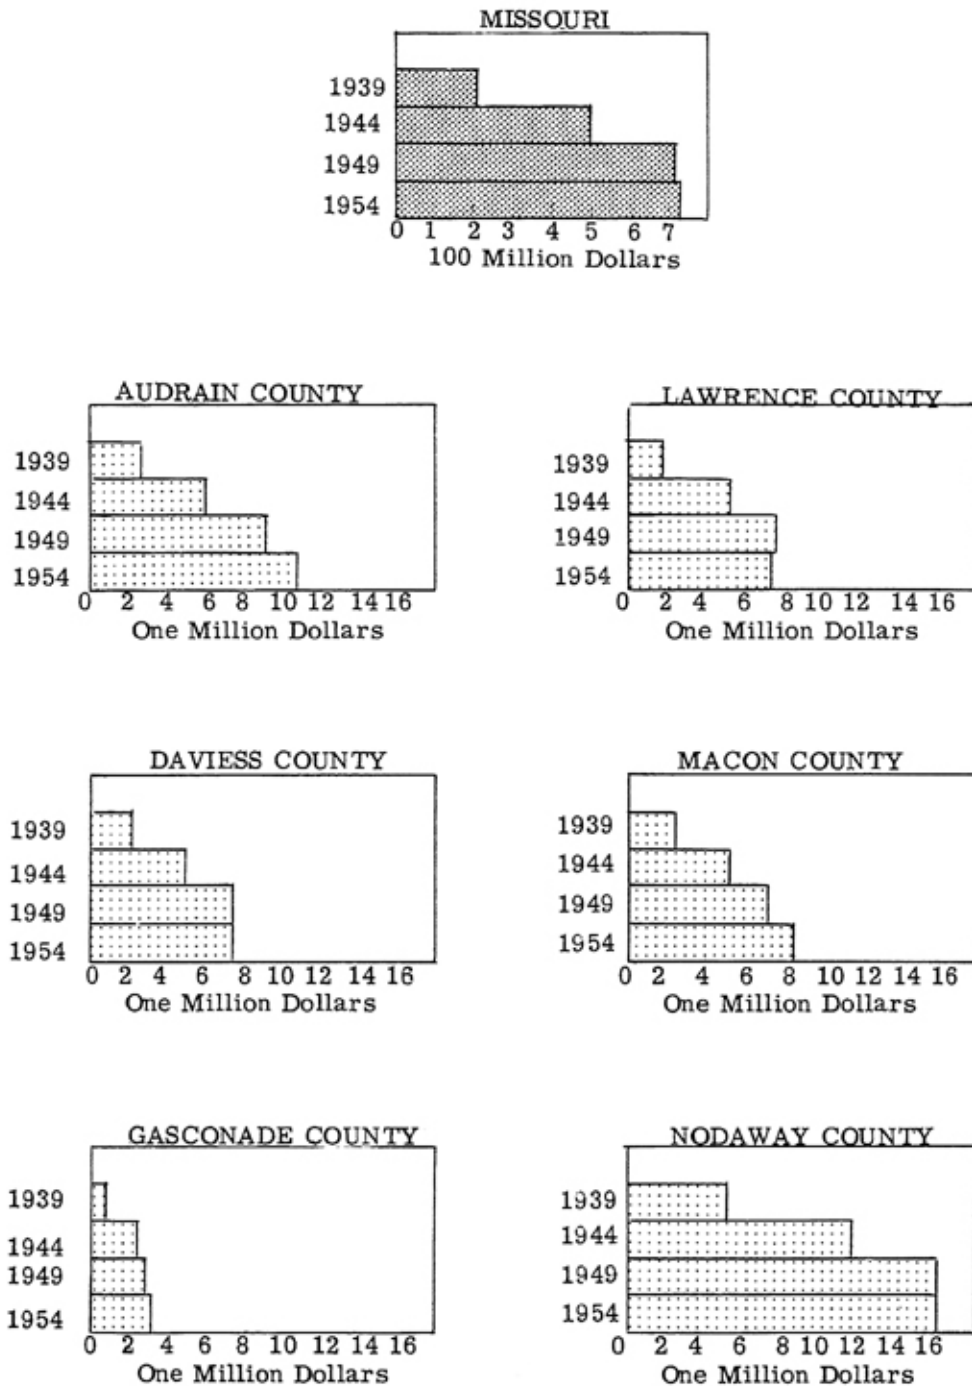 MISSOURI
1939
1944
1949
1954
0 1 2 3 4 5 6 7
100 Million Dollars
AUDRAIN COUNTY
1939
1944
1949
1954
0 2 4 6 8 10 12 14 16
One Million Dollars
LAWRENCE COUNTY
1939
1944
1949
1954
0 2 4 6 8 10 12 14 16
One Million Dollars
DAVIESS COUNTY
1939
1944
1949
1954
0 2 4 6 8 10 12 14 16
One Million Dollars
MACON COUNTY
1939
1944
1949
1954
0 2 4 6 8 10 12 14 16
One Million Dollars
GASCONADE COUNTY
1939
1944
1949
1954
0 2 4 6 8 10 12 14 16
One Million Dollars
NODAWAY COUNTY
1939
1944
1949
1954
0 2 4 6 8 10 12 14 16
One Million Dollars